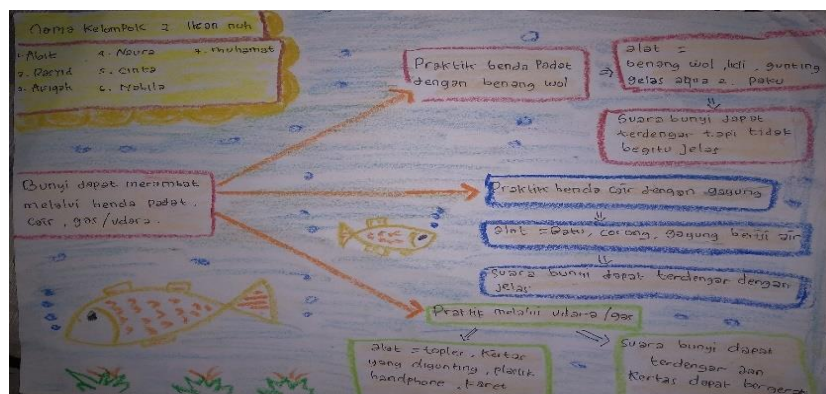 Nama Kelompok = Ikan nuh
1. Abit 4. Noura 7. muhamat
2. Rasyid 5. cinta
3. Auiqah 6. Nabila
Praktik benda Padat
dengan benang wol
alat =
benang wol, lidi, gunting
gelas aqua 2. paku
Suara bunyi dapat
terdengar tapi tidak
begitu jelas
Bunyi dapat merambat
melalui benda padat,
Cair, gas/udara.
Praktik benda cair dengan gayung
alat = Batu, corong, gayung berisi air
suara bunyi dapat terdengar dengan
jelas
Praktik melalui udara/gas
alat = topler, Kertas
yang digunting, plastik
handphone, karet
Suara bunyi dapat
terdengar dan
Kertas dapat bergerak